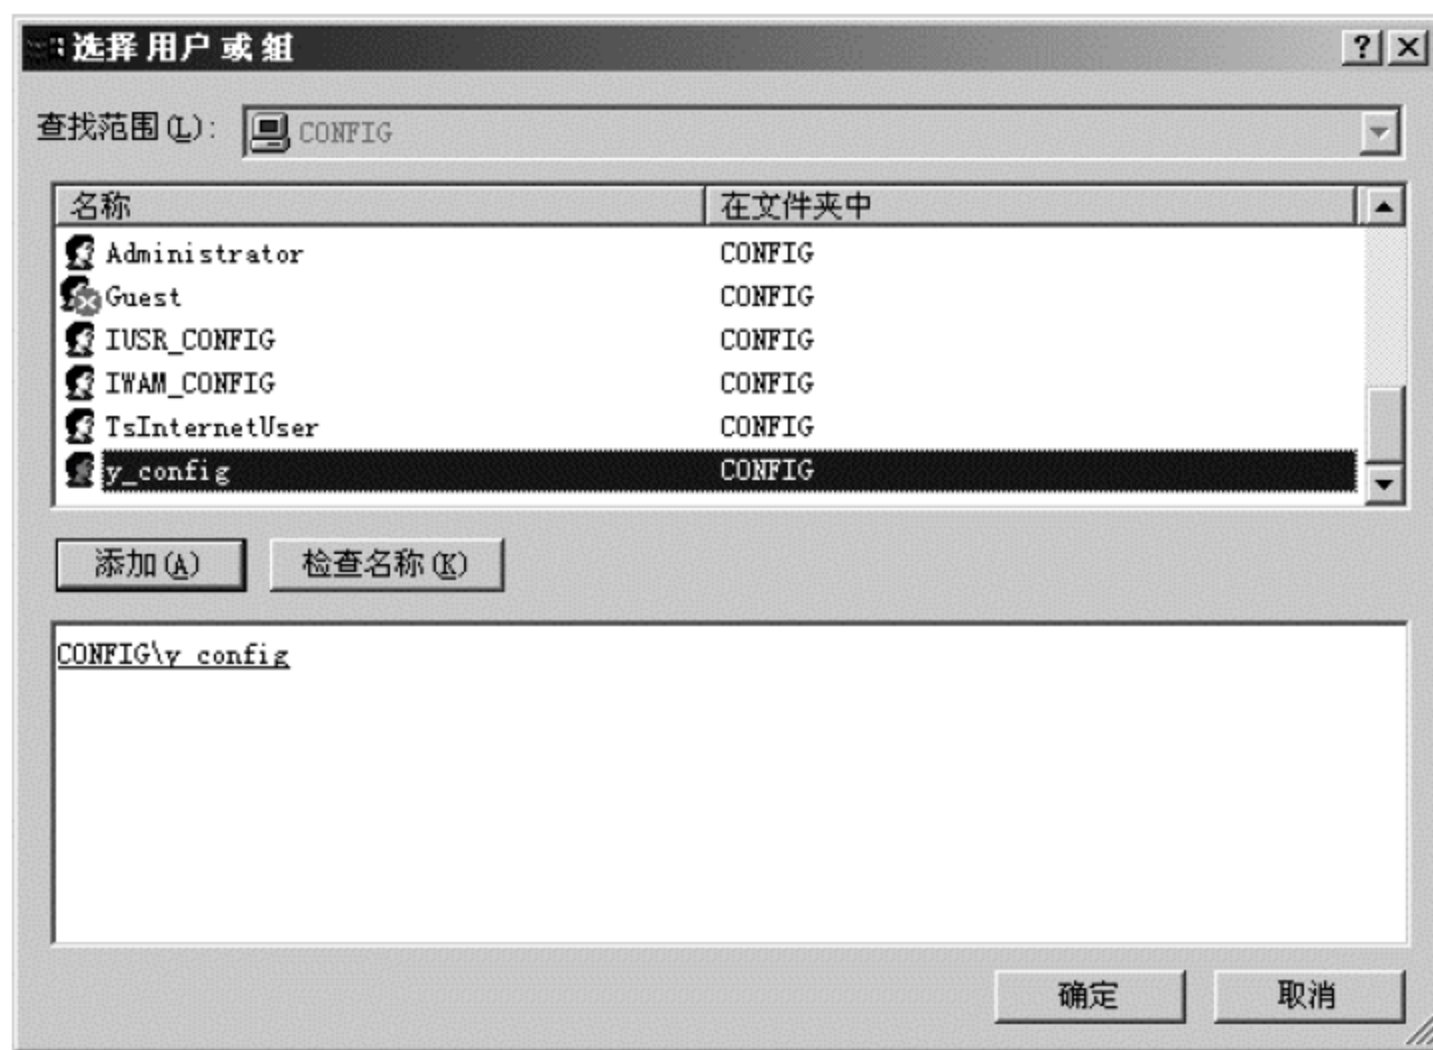 选择 用户 或 组
查找范围(L): CONFIG
名称 在文件夹中
Administrator CONFIG
Guest CONFIG
IUSR_CONFIG CONFIG
IWAM_CONFIG CONFIG
TsInternetUser CONFIG
y_config CONFIG
添加(A) 检查名称(K)
CONFIG\y_config
确定 取消